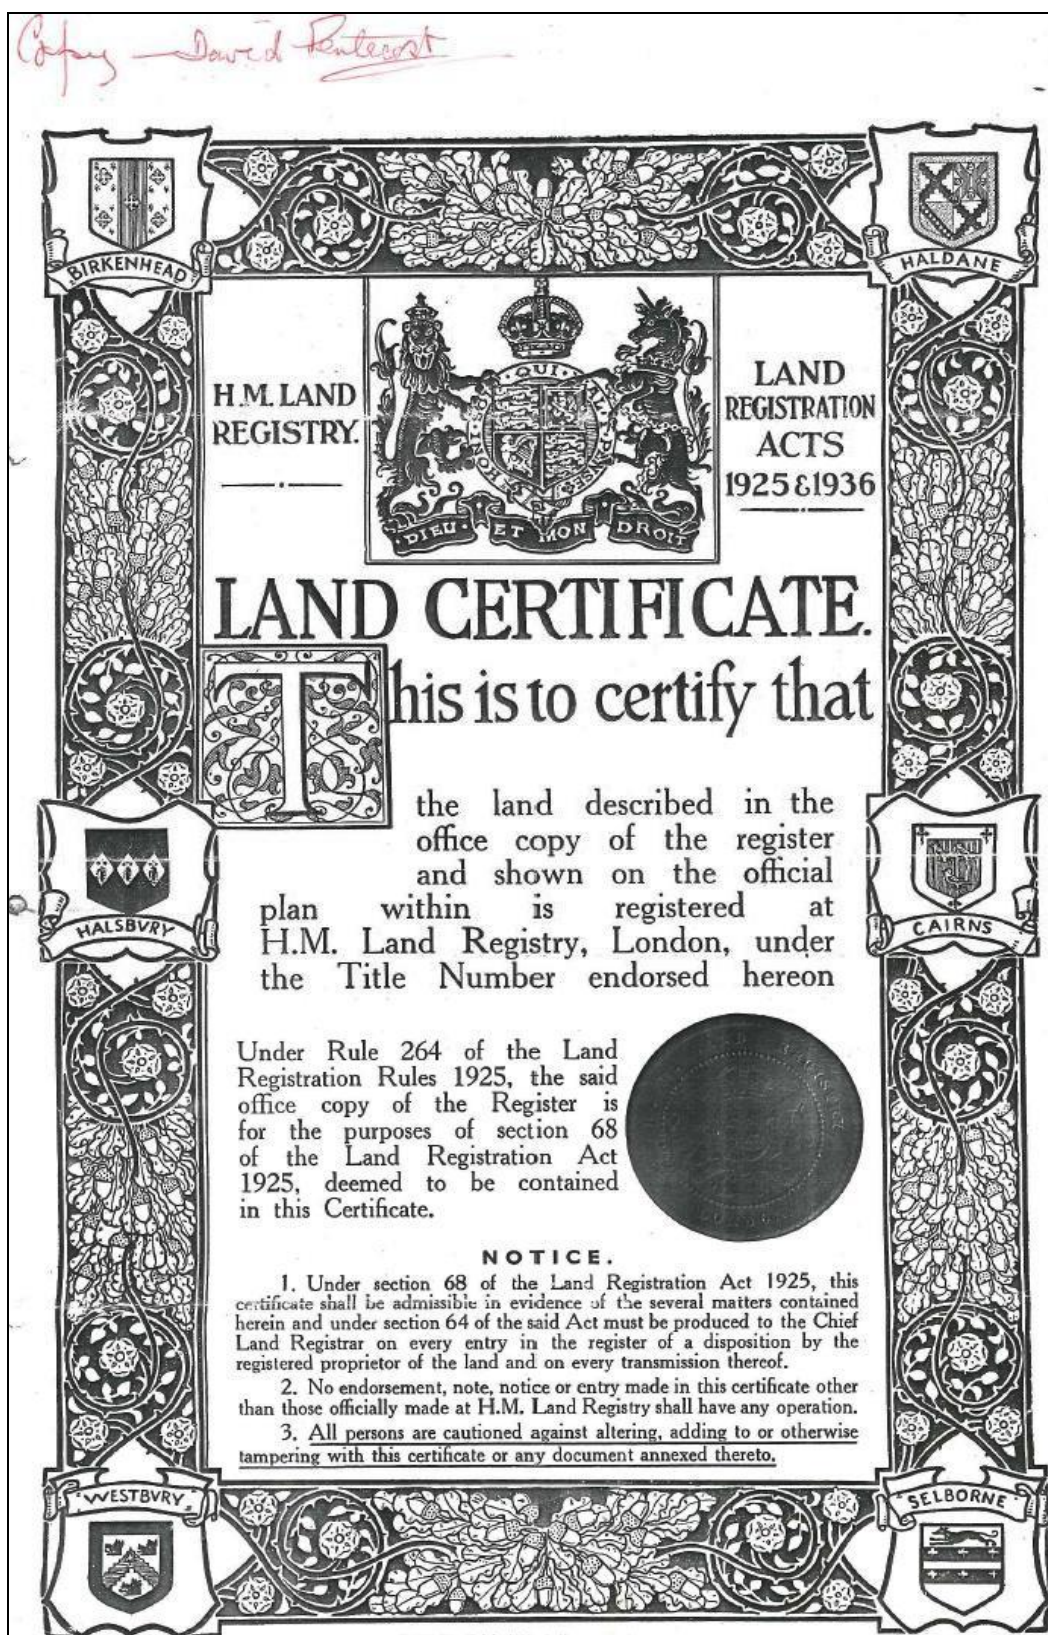 Copy — David Pentecost
BIRKENHEAD
HALDANE
H.M. LAND
REGISTRY.
QUI
DIEU ET MON DROIT
LAND
REGISTRATION
ACTS
1925 & 1936
LAND CERTIFICATE.
This is to certify that
the land described in the
office copy of the register
and shown on the official
plan within is registered at
H.M. Land Registry, London, under
the Title Number endorsed hereon
HALSBVRY
CAIRNS
Under Rule 264 of the Land
Registration Rules 1925, the said
office copy of the Register is
for the purposes of section 68
of the Land Registration Act
1925, deemed to be contained
in this Certificate.
NOTICE.
1. Under section 68 of the Land Registration Act 1925, this
certificate shall be admissible in evidence of the several matters contained
herein and under section 64 of the said Act must be produced to the Chief
Land Registrar on every entry in the register of a disposition by the
registered proprietor of the land and on every transmission thereof.
2. No endorsement, note, notice or entry made in this certificate other
than those officially made at H.M. Land Registry shall have any operation.
3. All persons are cautioned against altering, adding to or otherwise
tampering with this certificate or any document annexed thereto.
WESTBVRY
SELBORNE